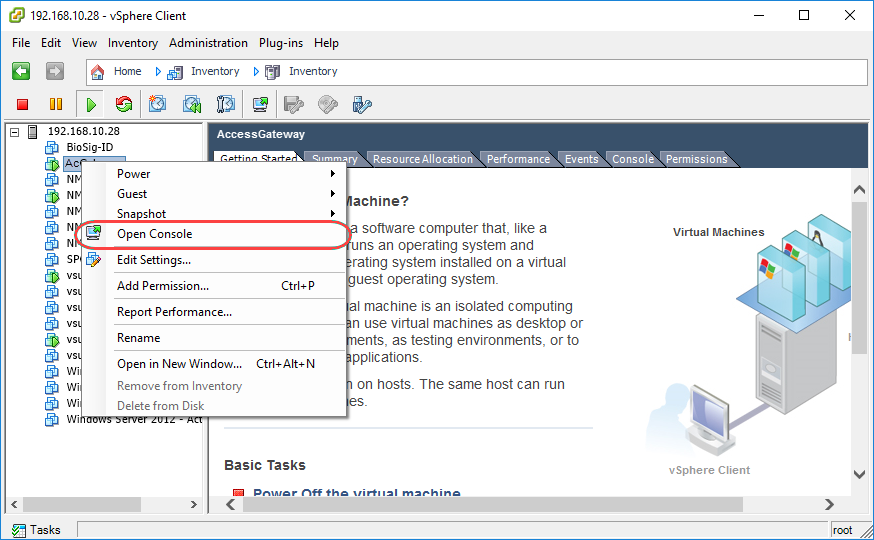 192.168.10.28 - vSphere Client
File Edit View Inventory Administration Plug-ins Help
Home Inventory Inventory
192.168.10.28
BioSig-ID
NM
NM
NM
NM
SP
vsu
vsu
vsu
vsu
vsu
Win
Win
Win
Windows Server 2012 - Act
Power
Guest
Snapshot
Open Console
Edit Settings...
Add Permission... Ctrl+P
Report Performance...
Rename
Open in New Window... Ctrl+Alt+N
Remove from Inventory
Delete from Disk
AccessGateway
Getting Started Summary Resource Allocation Performance Events Console Permissions
Machine?
a software computer that, like a
runs an operating system and
erating system installed on a virtual
guest operating system.
ual machine is an isolated computing
an use virtual machines as desktop or
ments, as testing environments, or to
applications.
n on hosts. The same host can run
nes.
Basic Tasks
Power Off the virtual machine
Virtual Machines
vSphere Client
Tasks
root